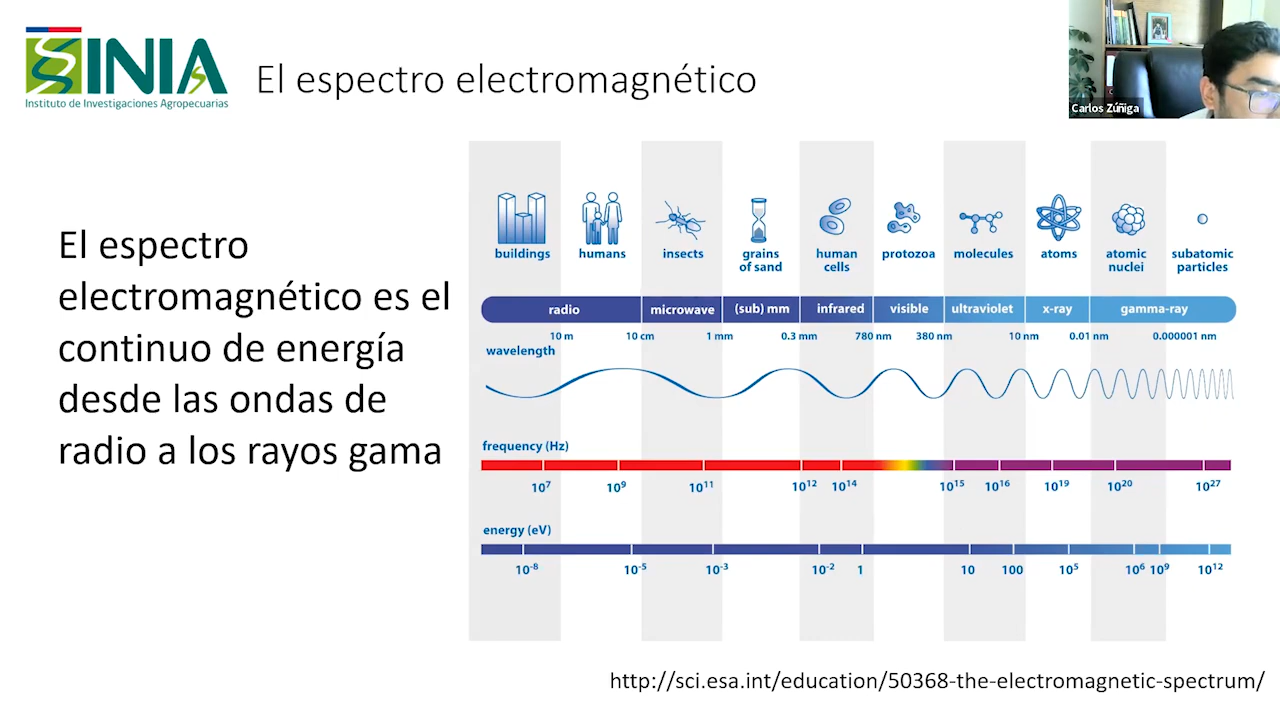 INIA
Instituto de Investigaciones Agropecuarias
El espectro electromagnético
Carlos Zúñiga
El espectro
electromagnético es el
continuo de energía
desde las ondas de
radio a los rayos gama
buildings humans insects grains of sand human cells protozoa molecules atoms atomic nuclei subatomic particles
radio microwave (sub) mm infrared visible ultraviolet x-ray gamma-ray
10 m 10 cm 1 mm 0.3 mm 780 nm 380 nm 10 nm 0.01 nm 0.000001 nm
wavelength
frequency (Hz)
10⁷ 10⁹ 10¹¹ 10¹² 10¹⁴ 10¹⁵ 10¹⁶ 10¹⁹ 10²⁰ 10²⁷
energy (eV)
10⁻⁸ 10⁻⁵ 10⁻³ 10⁻² 1 10 100 10⁵ 10⁶ 10⁹ 10¹²
http://sci.esa.int/education/50368-the-electromagnetic-spectrum/